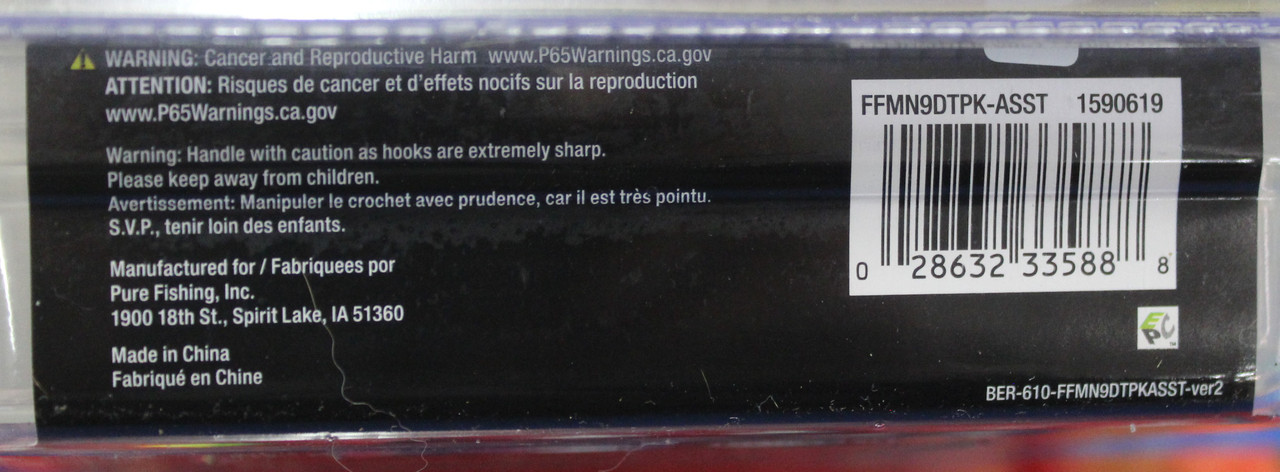 WARNING: Cancer and Reproductive Harm www.P65Warnings.ca.gov
ATTENTION: Risques de cancer et d'effets nocifs sur la reproduction
www.P65Warnings.ca.gov
Warning: Handle with caution as hooks are extremely sharp.
Please keep away from children.
Avertissement: Manipuler le crochet avec prudence, car il est très pointu.
S.V.P., tenir loin des enfants.
Manufactured for / Fabriquees por
Pure Fishing, Inc.
1900 18th St., Spirit Lake, IA 51360
Made in China
Fabriqué en Chine
FFMN9DTPK-ASST 1590619
0 28632 33588 8
EPC
BER-610-FFMN9DTPKASST-ver2